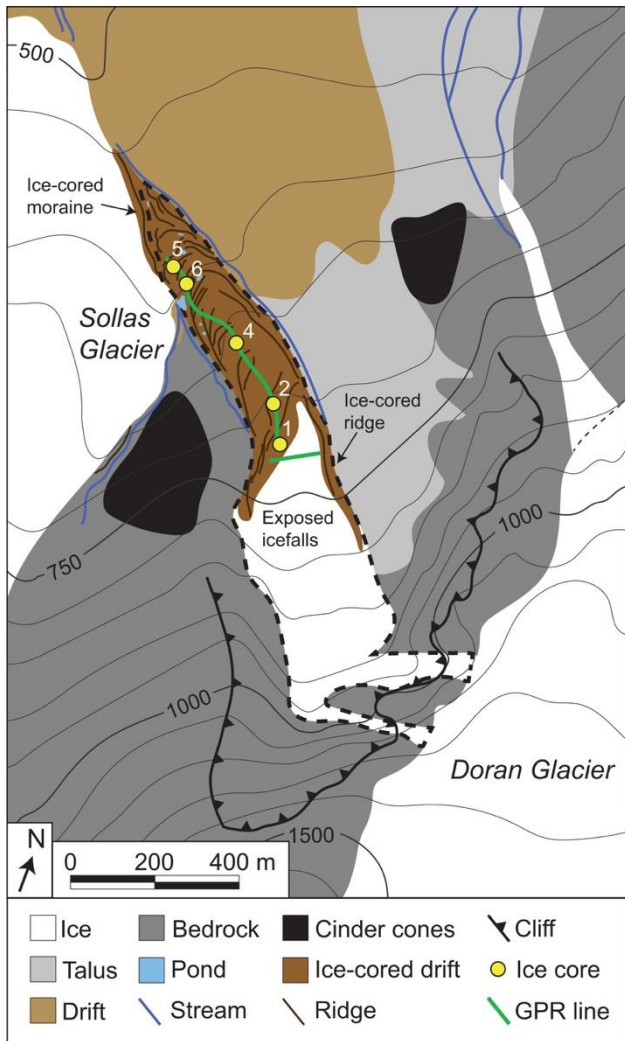 500
Ice-cored
moraine
5
6
Sollas
Glacier
4
2
Ice-cored
ridge
1
Exposed
icefalls
1000
750
1000
Doran Glacier
1500
N
0 200 400 m
Ice Bedrock Cinder cones Cliff
Talus Pond Ice-cored drift Ice core
Drift Stream Ridge GPR line